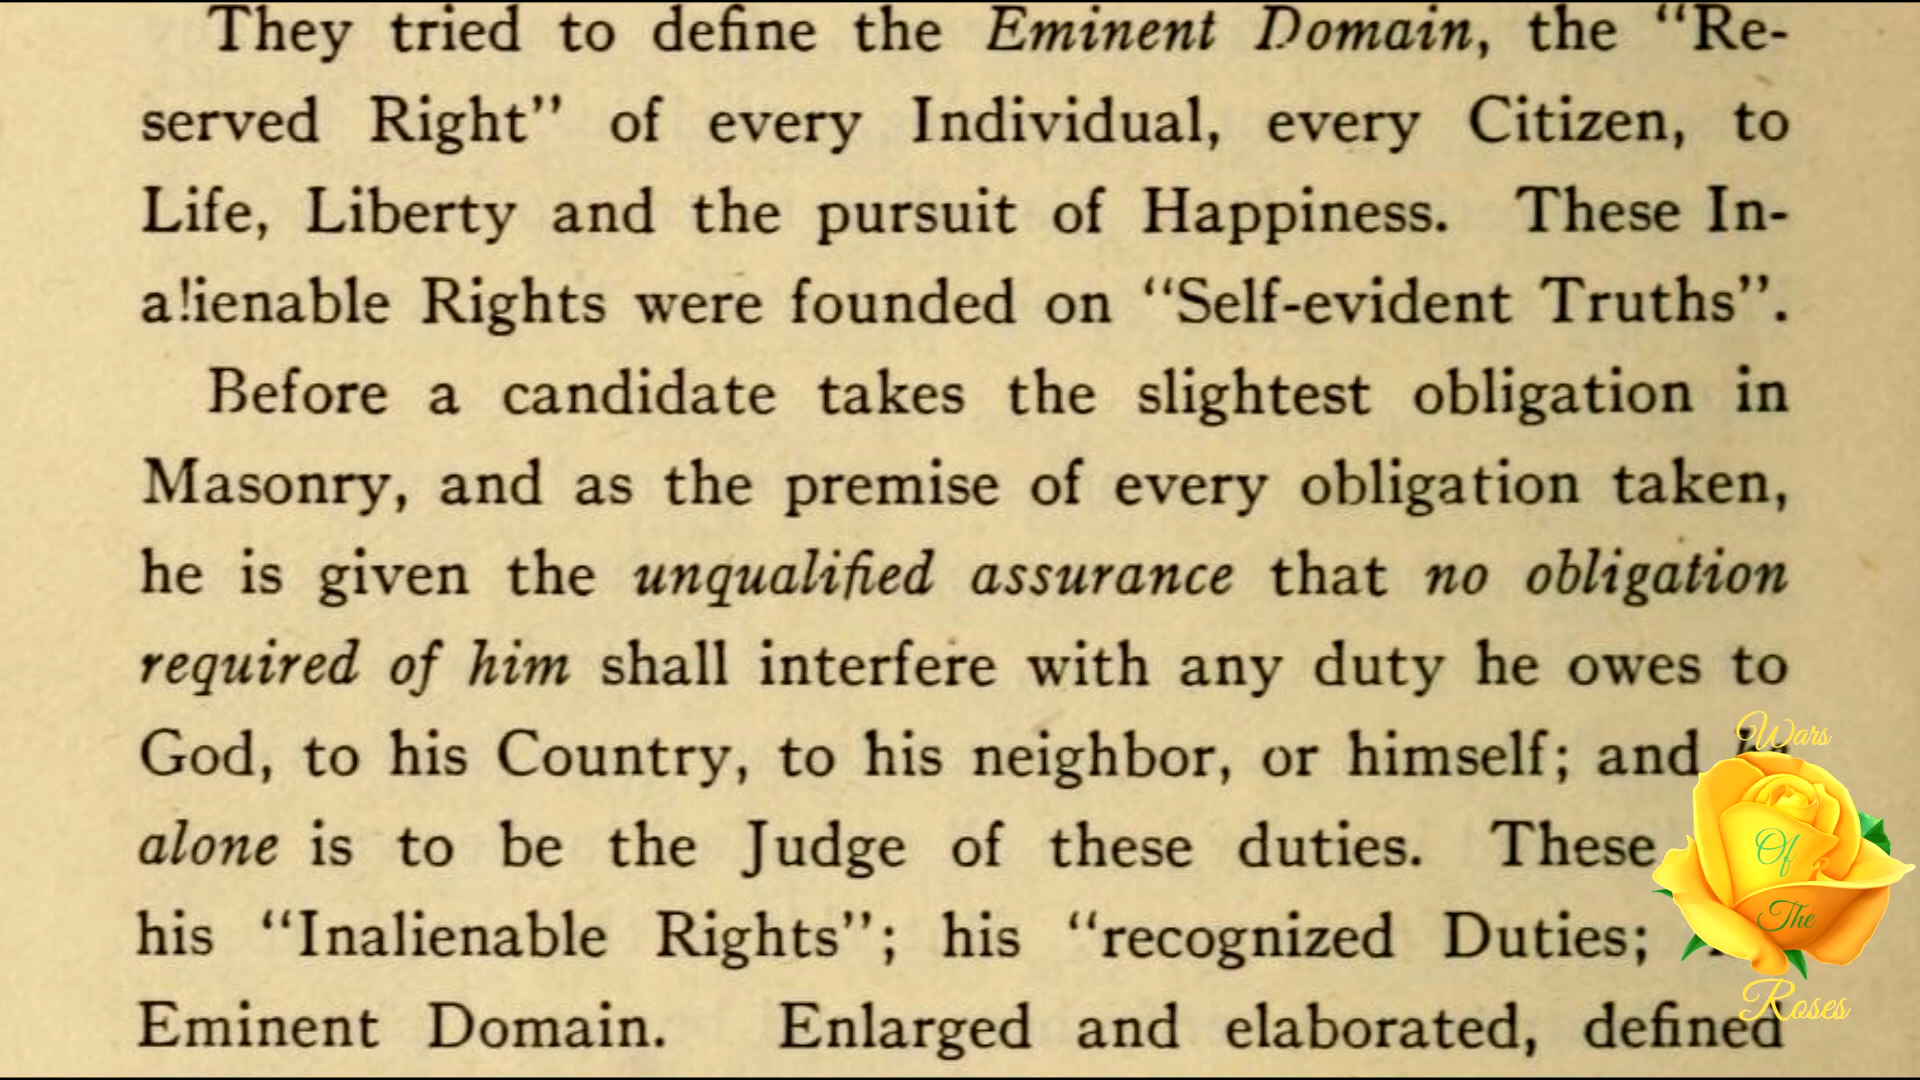 They tried to define the Eminent Domain, the “Re-
served Right” of every Individual, every Citizen, to
Life, Liberty and the pursuit of Happiness. These In-
a!ienable Rights were founded on “Self-evident Truths”.
Before a candidate takes the slightest obligation in
Masonry, and as the premise of every obligation taken,
he is given the unqualified assurance that no obligation
required of him shall interfere with any duty he owes to
God, to his Country, to his neighbor, or himself; and
alone is to be the Judge of these duties. These
his “Inalienable Rights”; his “recognized Duties;
Eminent Domain. Enlarged and elaborated, defined
Wars
Of
The
Roses